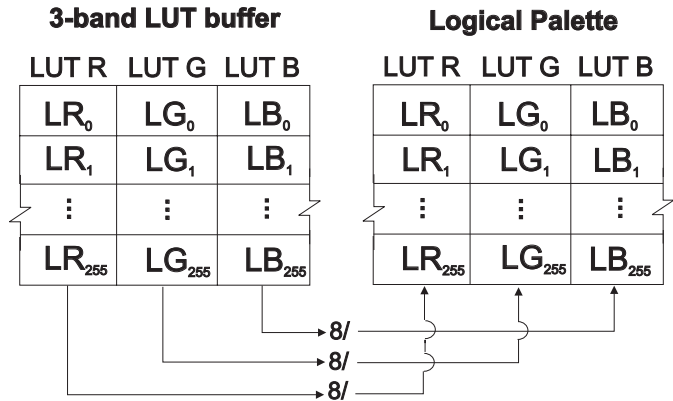 3-band LUT buffer Logical Palette
LUT R LUT G LUT B LUT R LUT G LUT B
LR₀ LG₀ LB₀ LR₀ LG₀ LB₀
LR₁ LG₁ LB₁ LR₁ LG₁ LB₁
⋮ ⋮ ⋮ ⋮ ⋮ ⋮
LR₂₅₅ LG₂₅₅ LB₂₅₅ LR₂₅₅ LG₂₅₅ LB₂₅₅
8/
8/
8/